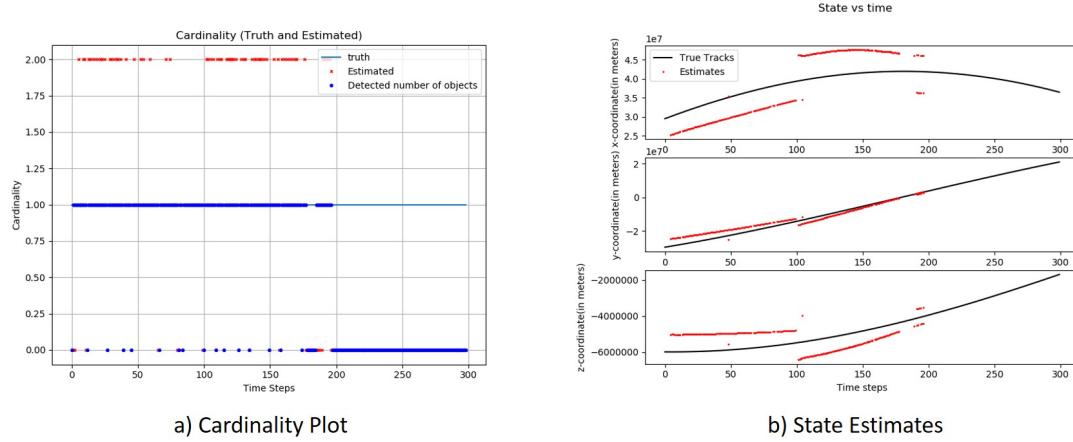 State vs time
Cardinality (Truth and Estimated)
2.00
1.75
1.50
1.25
1.00
0.75
0.50
0.25
0.00
Cardinality
0
50
100
150
200
250
300
Time Steps
truth
Estimated
Detected number of objects
a) Cardinality Plot
1e7
4.5
4.0
3.5
3.0
2.5
x-coordinate(in meters)
True Tracks
Estimates
0
50
100
150
200
250
300
1e7
2
0
−2
y-coordinate(in meters)
0
50
100
150
200
250
300
−2000000
−4000000
−6000000
z-coordinate(in meters)
0
50
100
150
200
250
300
Time steps
b) State Estimates